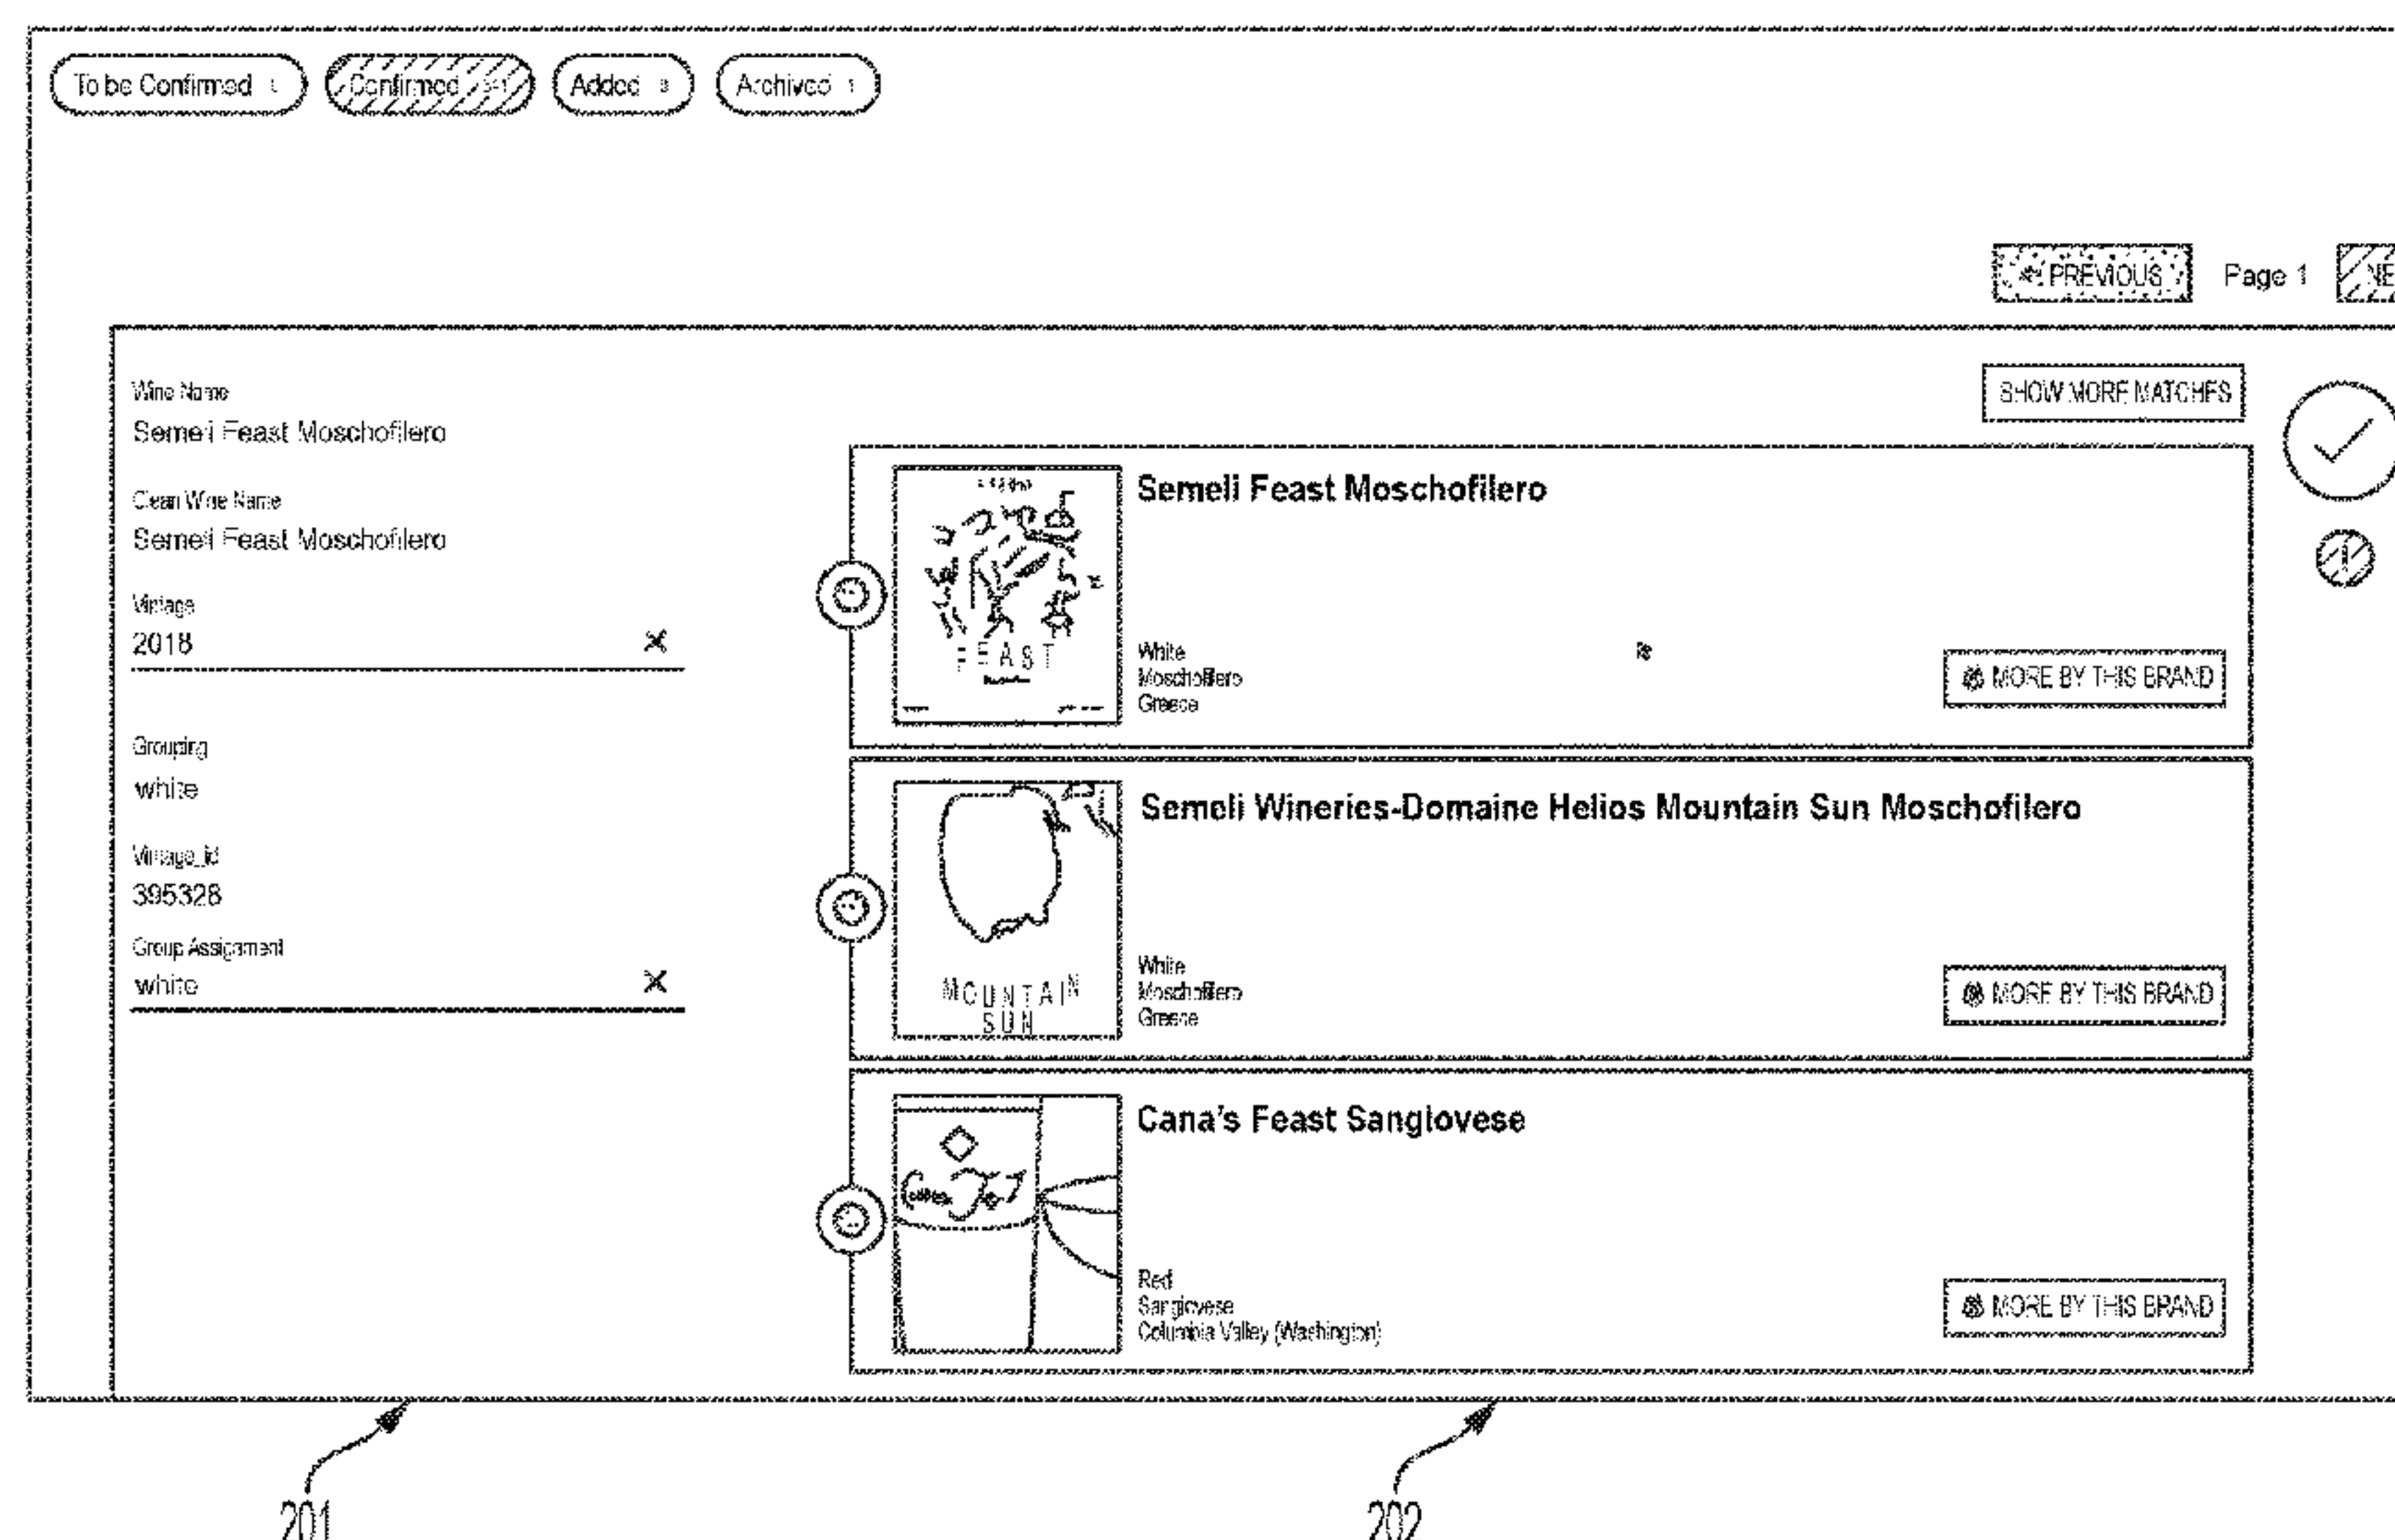 To be Confirmed
Confirmed
Added
Archived 1
PREVIOUS Page 1
SHOW MORE MATCHES
Wine Name
Semeli Feast Moschofilero
Clean Wine Name
Semeli Feast Moschofilero
Vintage
2018
Grouping
white
Vintage_id
395328
Group Assignment
white
Semeli Feast Moschofilero
FEAST
White
Moschofilero
Greece
MORE BY THIS BRAND
Semeli Wineries-Domaine Helios Mountain Sun Moschofilero
MOUNTAIN
SUN
White
Moschofilero
Greece
MORE BY THIS BRAND
Cana's Feast Sangiovese
Red
Sangiovese
Columbia Valley (Washington)
MORE BY THIS BRAND
201
202